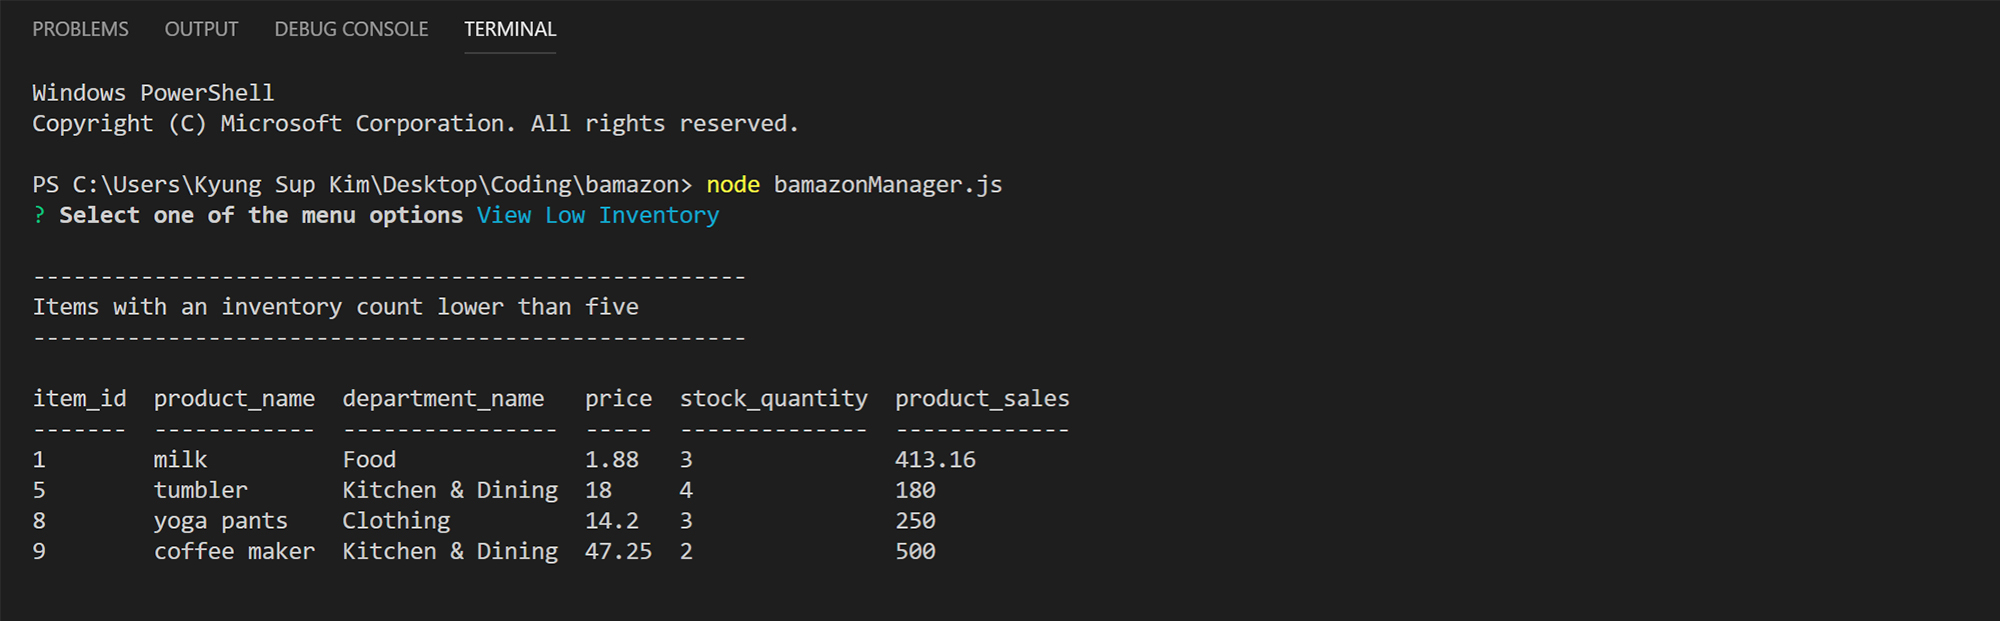 PROBLEMS OUTPUT DEBUG CONSOLE TERMINAL
Windows PowerShell
Copyright (C) Microsoft Corporation. All rights reserved.
PS C:\Users\Kyung Sup Kim\Desktop\Coding\bamazon> node bamazonManager.js
? Select one of the menu options View Low Inventory
-----------------------------------------------------
Items with an inventory count lower than five
-----------------------------------------------------
item_id  product_name  department_name   price  stock_quantity  product_sales
-------  ------------  ----------------  -----  --------------  -------------
1        milk          Food              1.88   3               413.16
5        tumbler       Kitchen & Dining  18     4               180
8        yoga pants    Clothing          14.2   3               250
9        coffee maker  Kitchen & Dining  47.25  2               500